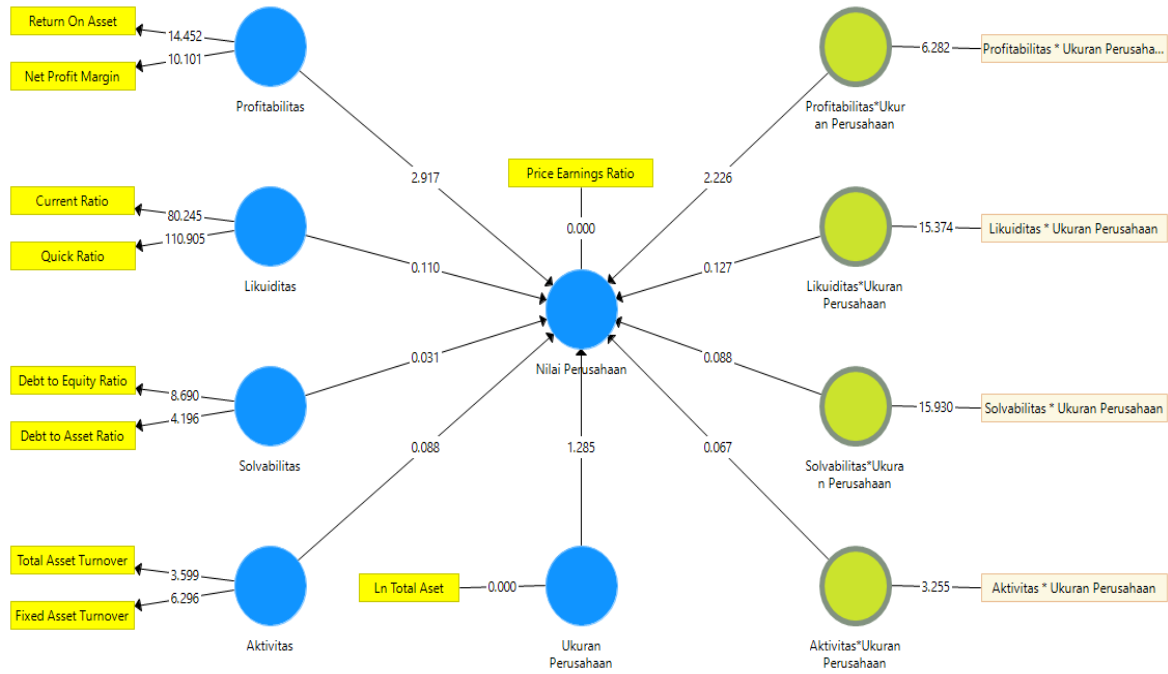 Return On Asset
14.452
10.101
Net Profit Margin
Profitabilitas
6.282
Profitabilitas * Ukuran Perusaha...
Profitabilitas*Ukur
an Perusahaan
2.917
Price Earnings Ratio
2.226
0.000
Current Ratio
80.245
110.905
Quick Ratio
Likuiditas
15.374
Likuiditas * Ukuran Perusahaan
Likuiditas*Ukuran
Perusahaan
0.110
0.127
Nilai Perusahaan
0.031
0.088
Debt to Equity Ratio
8.690
4.196
Debt to Asset Ratio
Solvabilitas
15.930
Solvabilitas * Ukuran Perusahaan
Solvabilitas*Ukura
n Perusahaan
0.088
1.285
0.067
Total Asset Turnover
3.599
6.296
Fixed Asset Turnover
Aktivitas
Ln Total Aset
0.000
Ukuran
Perusahaan
3.255
Aktivitas * Ukuran Perusahaan
Aktivitas*Ukuran
Perusahaan